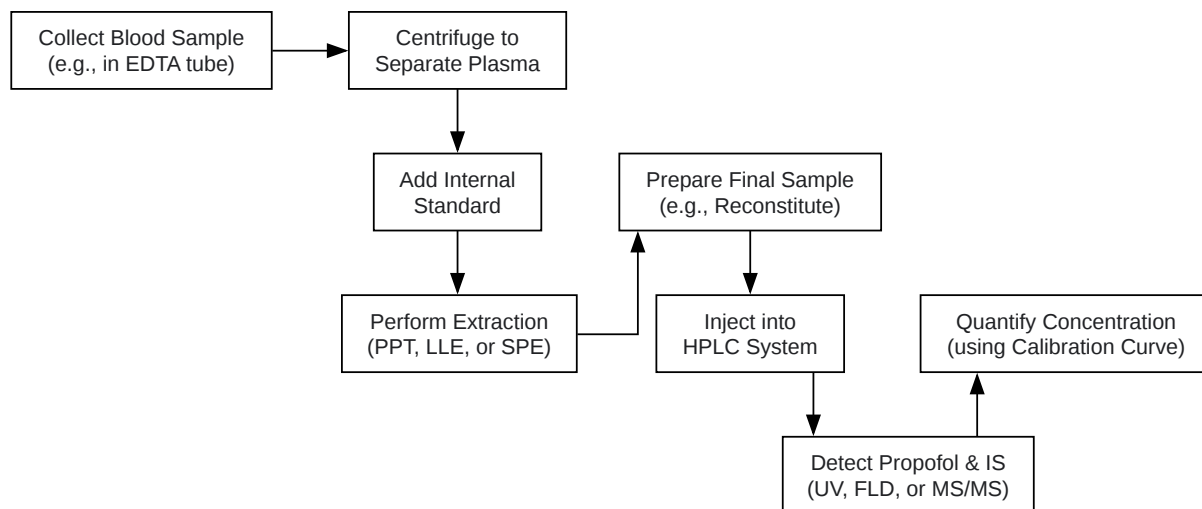 Collect Blood Sample
(e.g., in EDTA tube)
Centrifuge to
Separate Plasma
Add Internal
Standard
Perform Extraction
(PPT, LLE, or SPE)
Prepare Final Sample
(e.g., Reconstitute)
Inject into
HPLC System
Detect Propofol & IS
(UV, FLD, or MS/MS)
Quantify Concentration
(using Calibration Curve)